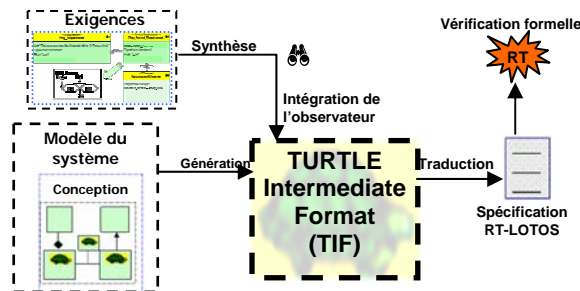 Exigences
Synthèse
Vérification formelle
RT
Intégration de
l'observateur
Modèle du
système
Conception
Génération
TURTLE
Intermediate
Format
(TIF)
Traduction
Spécification
RT-LOTOS